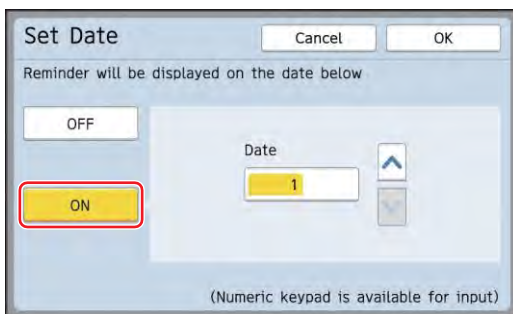 Set Date
Cancel
OK
Reminder will be displayed on the date below
OFF
Date
1
ON
(Numeric keypad is available for input)